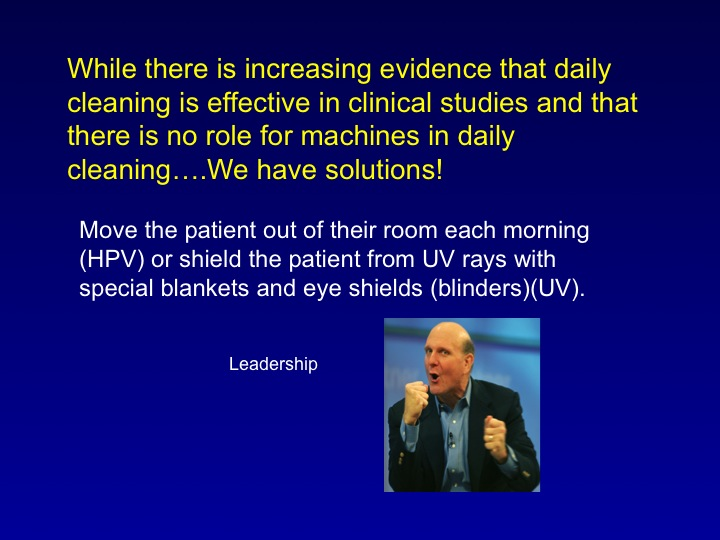 While there is increasing evidence that daily
cleaning is effective in clinical studies and that
there is no role for machines in daily
cleaning….We have solutions!
Move the patient out of their room each morning
(HPV) or shield the patient from UV rays with
special blankets and eye shields (blinders)(UV).
Leadership